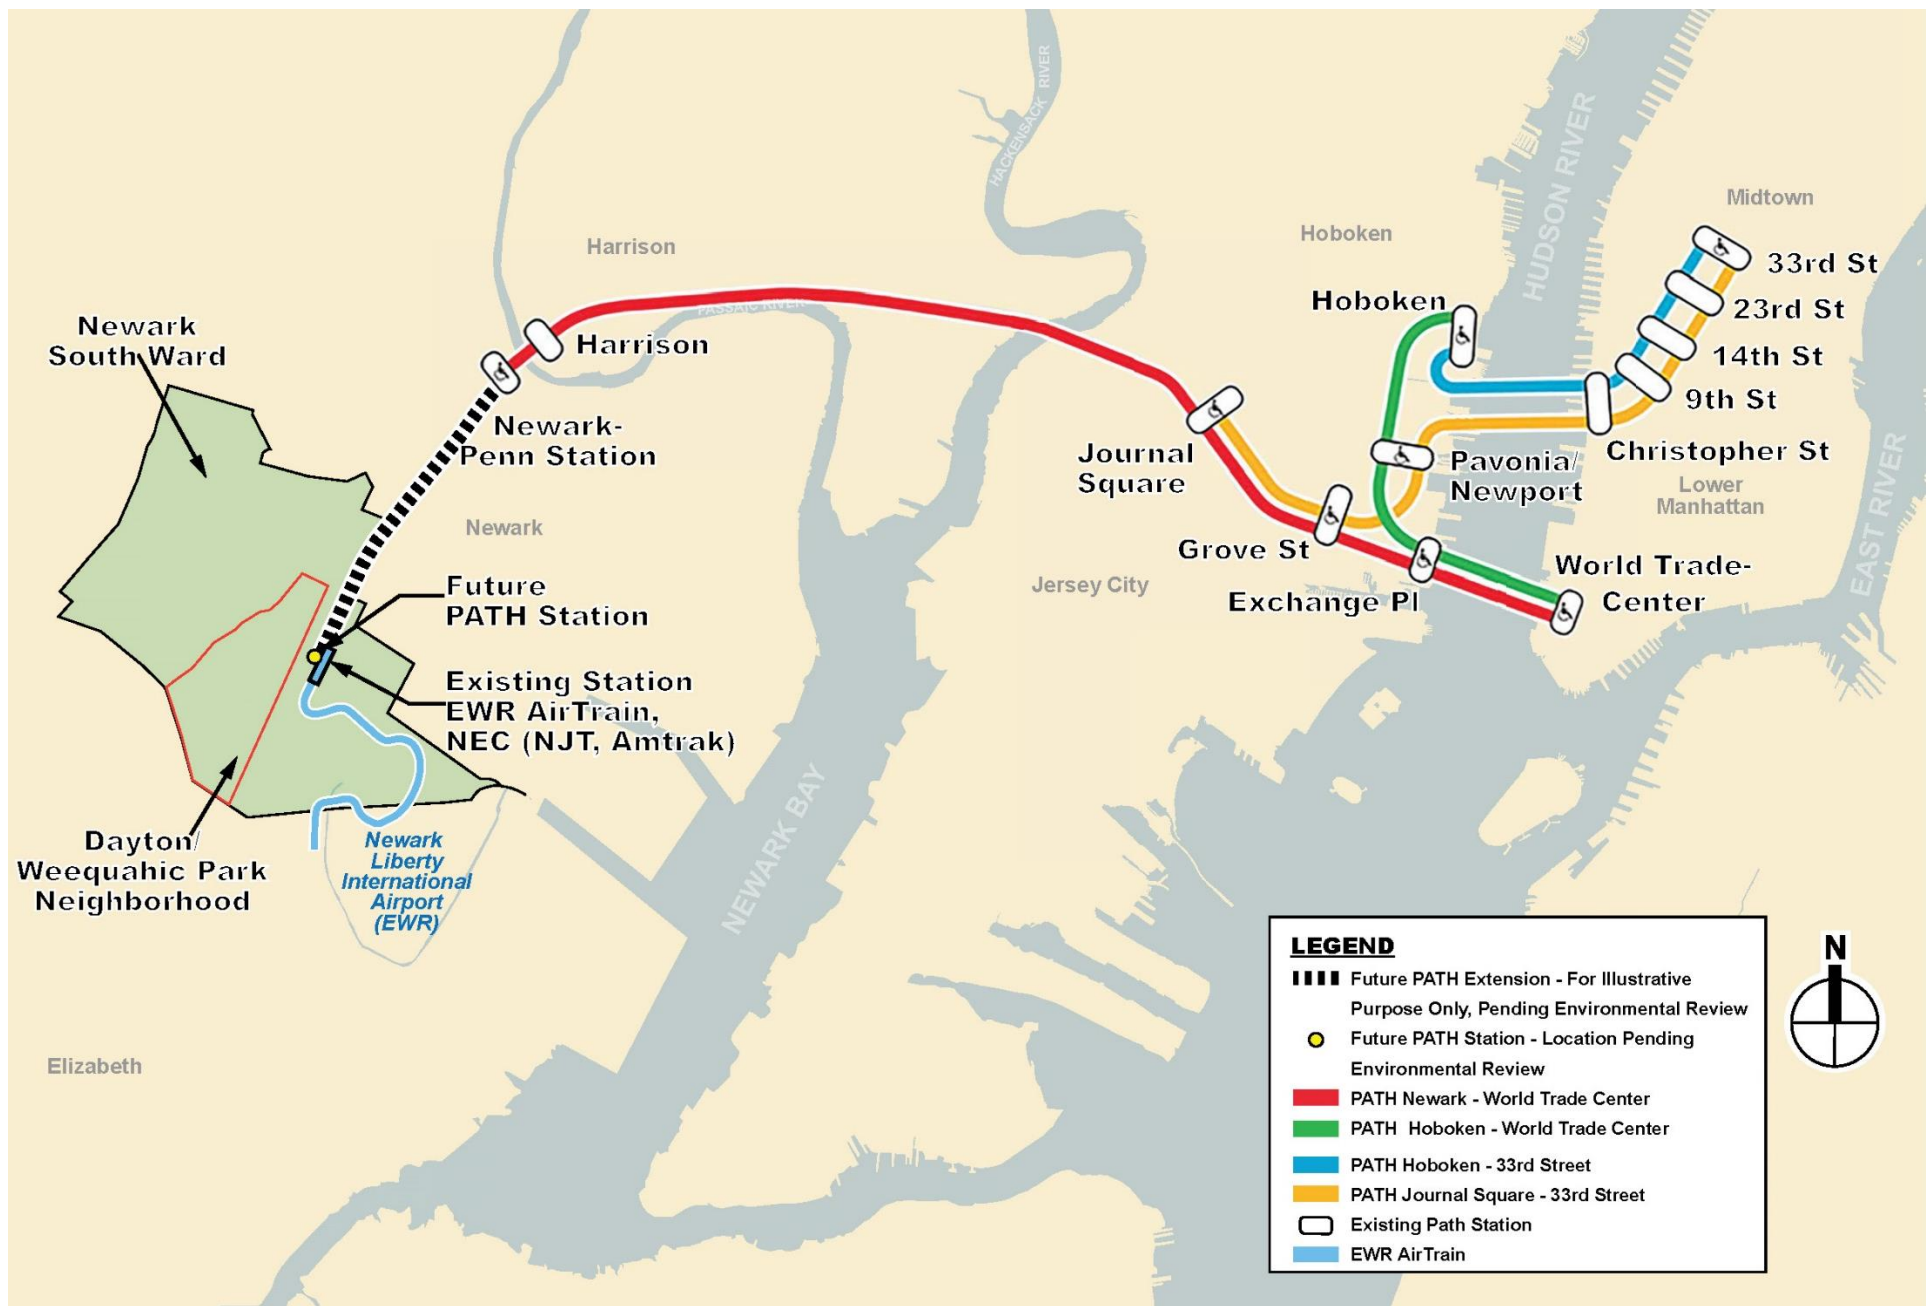 HACKENSACK RIVER
HUDSON RIVER
Midtown
Harrison
Hoboken
33rd St
23rd St
14th St
9th St
Christopher St
Hoboken
PASSAIC RIVER
Harrison
Newark
South Ward
Newark-
Penn Station
Journal
Square
Pavonia/
Newport
Lower
Manhattan
EAST RIVER
Newark
Grove St
Exchange Pl
World Trade-
Center
Jersey City
Future
PATH Station
Existing Station
EWR AirTrain,
NEC (NJT, Amtrak)
NEWARK BAY
Dayton/
Weequahic Park
Neighborhood
Newark
Liberty
International
Airport
(EWR)
Elizabeth
LEGEND
Future PATH Extension - For Illustrative
Purpose Only, Pending Environmental Review
Future PATH Station - Location Pending
Environmental Review
PATH Newark - World Trade Center
PATH Hoboken - World Trade Center
PATH Hoboken - 33rd Street
PATH Journal Square - 33rd Street
Existing Path Station
EWR AirTrain
N